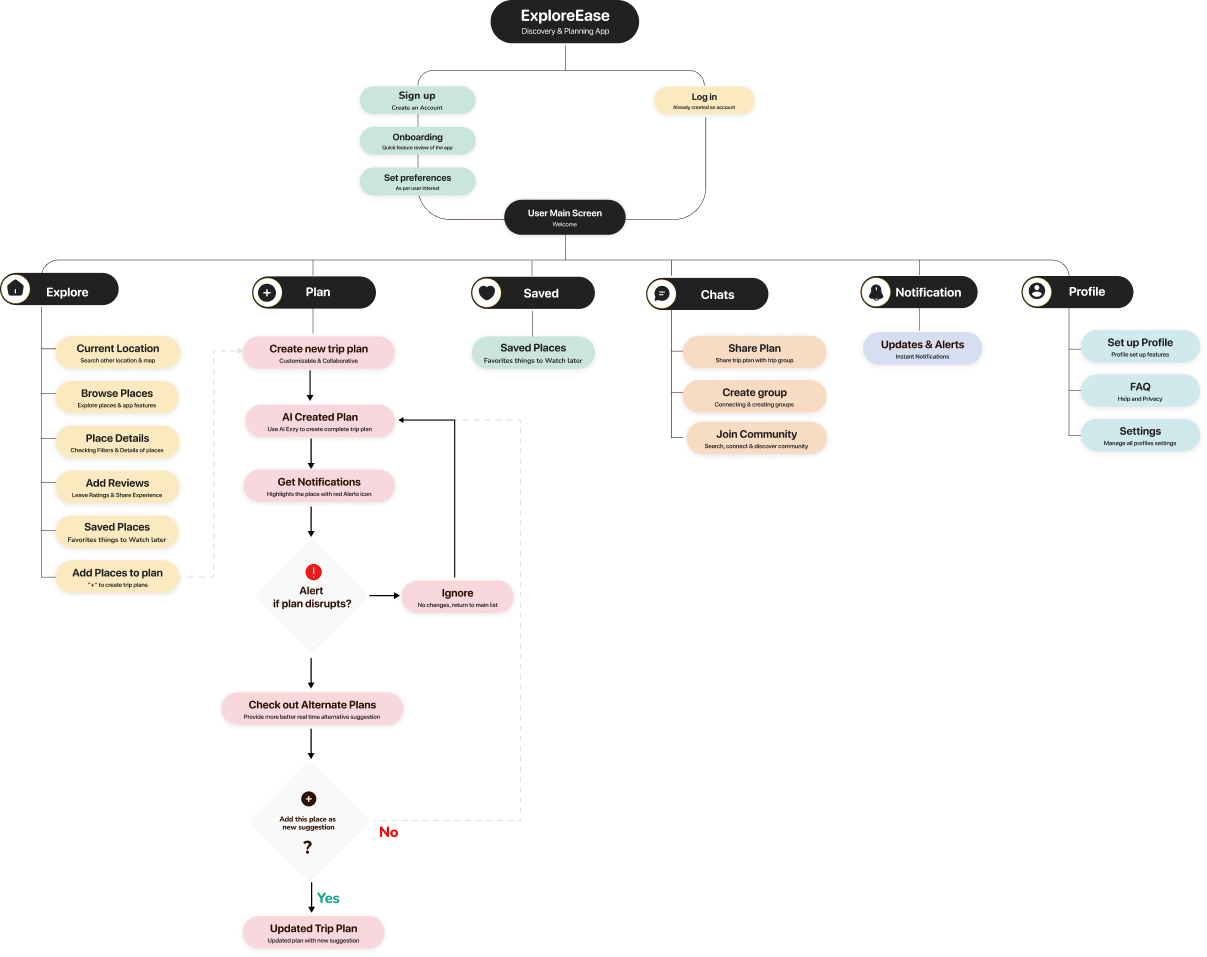 ExploreEase
Discovery & Planning App
Sign up
Create an Account
Log in
Already created an account
Onboarding
Quick feature review of the app
Set preferences
As per user interest
User Main Screen
Welcome
Explore
Plan
Saved
Chats
Notification
Profile
Current Location
Search other location & map
Browse Places
Explore places & app features
Place Details
Checking Filters & Details of places
Add Reviews
Leave Ratings & Share Experience
Saved Places
Favorites things to Watch later
Add Places to plan
"+" to create trip plans
Create new trip plan
Customizable & Collaborative
AI Created Plan
Use AI Ezzy to create complete trip plan
Get Notifications
Highlights the place with red Alerts icon
!
Alert
if plan disrupts?
Ignore
No changes, return to main list
Check out Alternate Plans
Provide more better real time alternative suggestion
Add this place as
new suggestion
?
No
Yes
Updated Trip Plan
Updated plan with new suggestion
Saved Places
Favorites things to Watch later
Share Plan
Share trip plan with trip group
Create group
Connecting & creating groups
Join Community
Search, connect & discover community
Updates & Alerts
Instant Notifications
Set up Profile
Profile set up features
FAQ
Help and Privacy
Settings
Manage all profiles settings